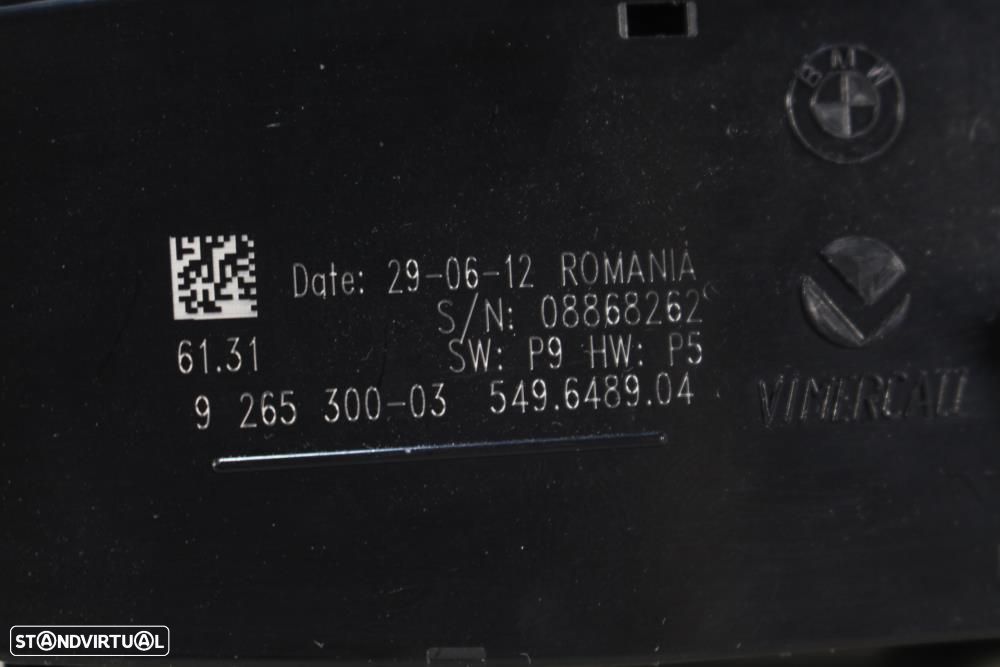 BMW
Date: 29-06-12 ROMANIA
S/N: 08868262
61.31
SW: P9 HW: P5
9 265 300-03 549.6489.04
VIMERCATI
STANDVIRTUAL